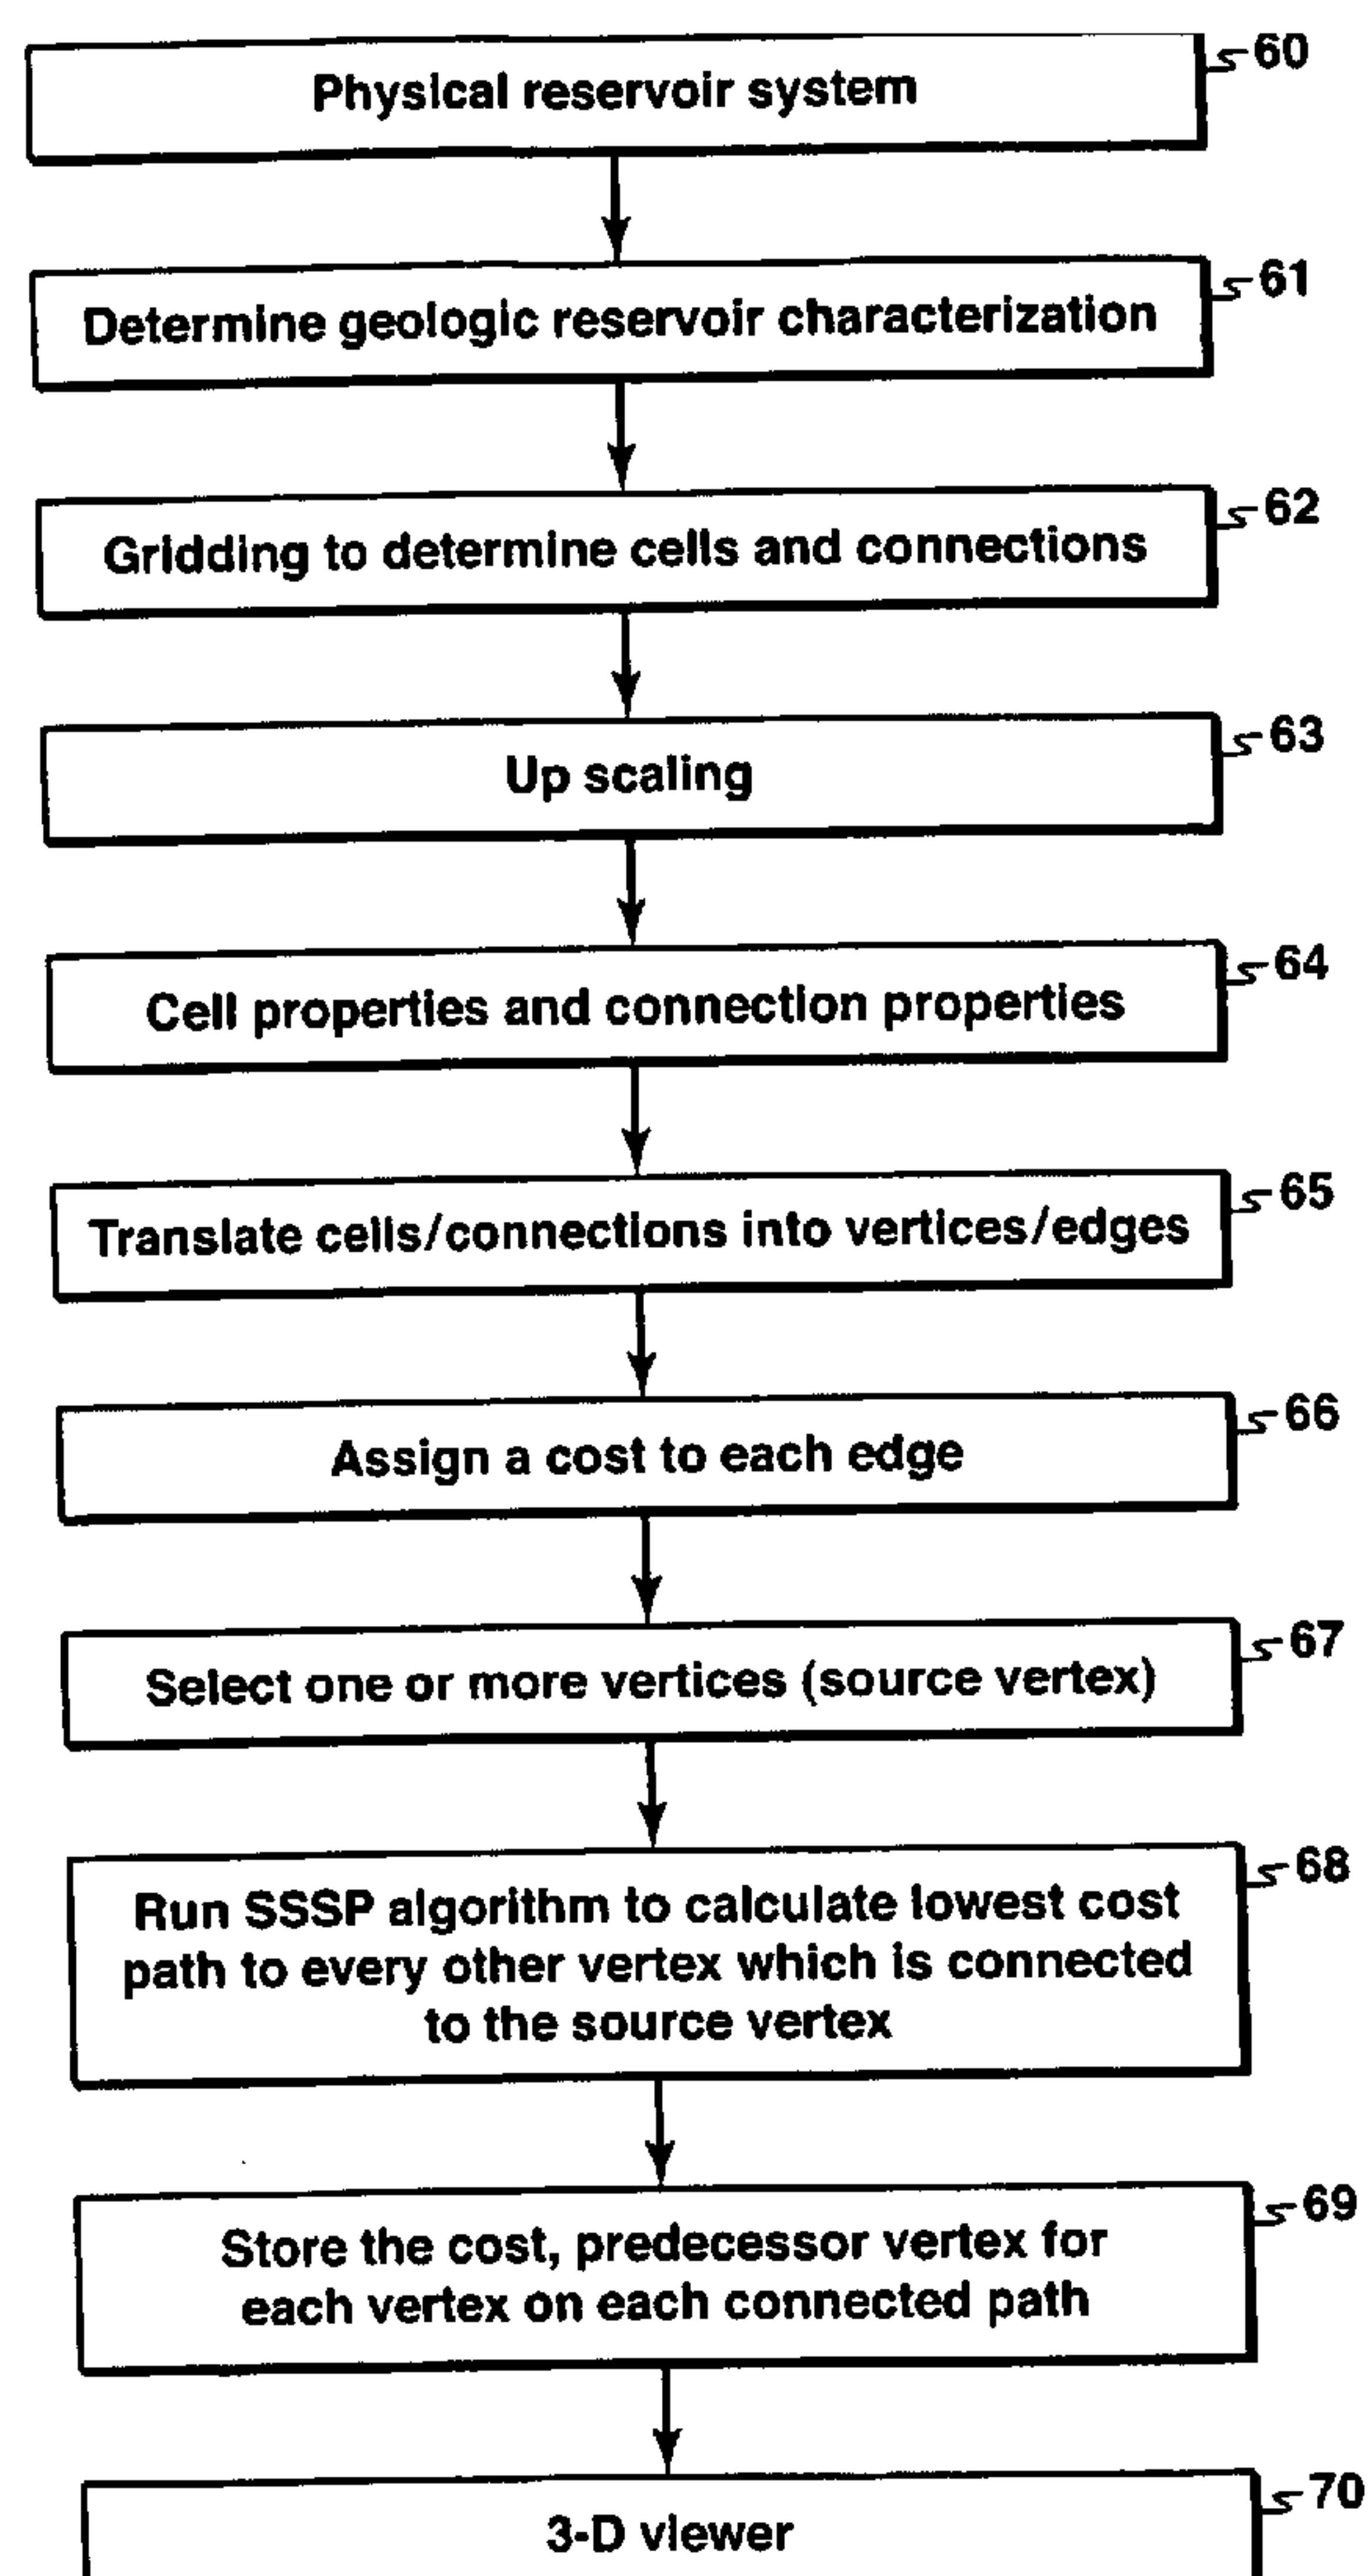 60
Physical reservoir system
61
Determine geologic reservoir characterization
62
Gridding to determine cells and connections
63
Up scaling
64
Cell properties and connection properties
65
Translate cells/connections into vertices/edges
66
Assign a cost to each edge
67
Select one or more vertices (source vertex)
68
Run SSSP algorithm to calculate lowest cost
path to every other vertex which is connected
to the source vertex
69
Store the cost, predecessor vertex for
each vertex on each connected path
70
3-D viewer